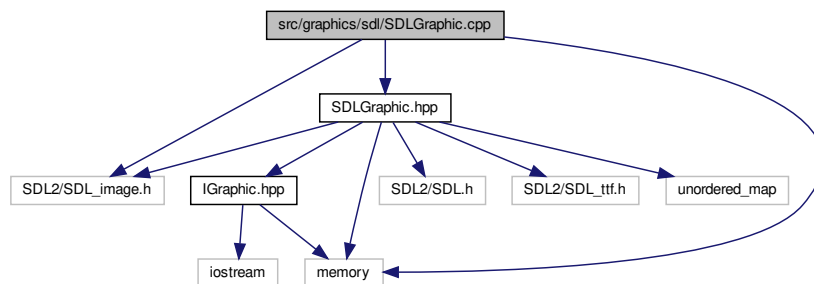 src/graphics/sdl/SDLGraphic.cpp
SDLGraphic.hpp
SDL2/SDL_image.h
IGraphic.hpp
SDL2/SDL.h
SDL2/SDL_ttf.h
unordered_map
iostream
memory